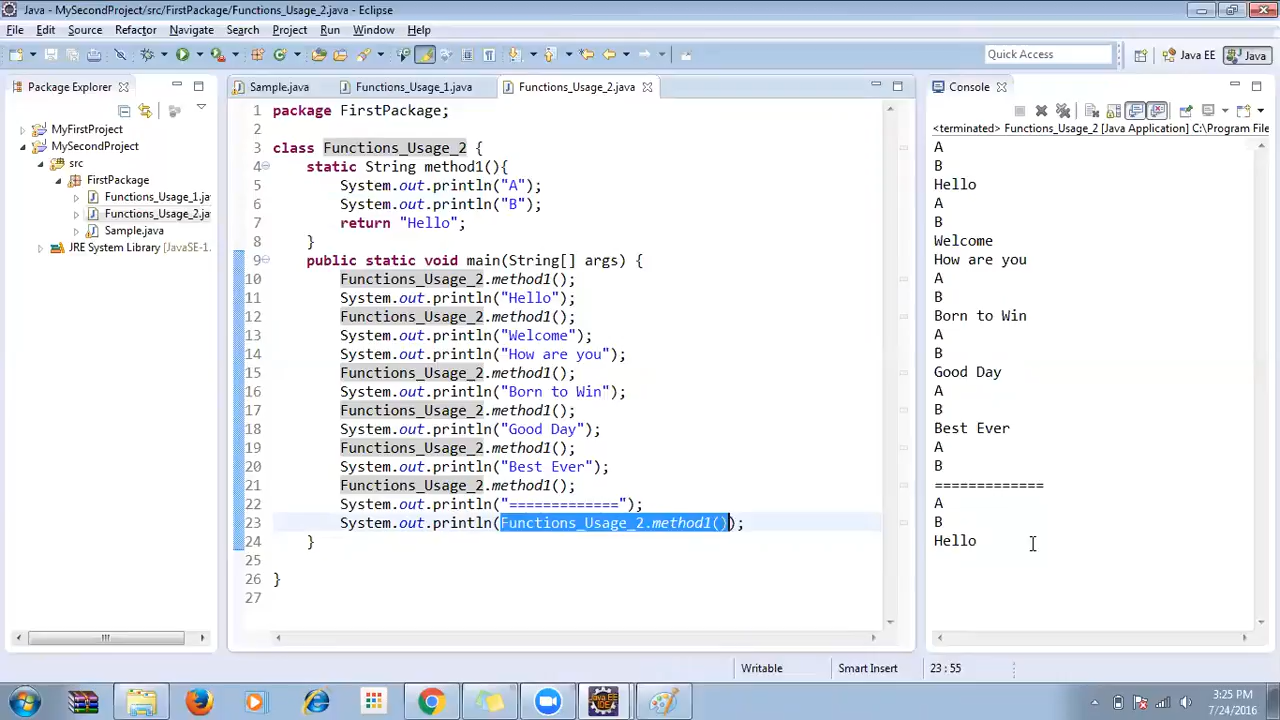 Java - MySecondProject/src/FirstPackage/Functions_Usage_2.java - Eclipse
File Edit Source Refactor Navigate Search Project Run Window Help
Quick Access
Java EE
Java
Package Explorer
Sample.java
Functions_Usage_1.java
Functions_Usage_2.java
Console
MyFirstProject
MySecondProject
src
FirstPackage
Functions_Usage_1.ja
Functions_Usage_2.ja
Sample.java
JRE System Library [JavaSE-1.
1 package FirstPackage;
2
3 class Functions_Usage_2 {
4 static String method1(){
5 System.out.println("A");
6 System.out.println("B");
7 return "Hello";
8 }
9 public static void main(String[] args) {
10 Functions_Usage_2.method1();
11 System.out.println("Hello");
12 Functions_Usage_2.method1();
13 System.out.println("Welcome");
14 System.out.println("How are you");
15 Functions_Usage_2.method1();
16 System.out.println("Born to Win");
17 Functions_Usage_2.method1();
18 System.out.println("Good Day");
19 Functions_Usage_2.method1();
20 System.out.println("Best Ever");
21 Functions_Usage_2.method1();
22 System.out.println("=============");
23 System.out.println(Functions_Usage_2.method1());
24 }
25
26 }
27
<terminated> Functions_Usage_2 [Java Application] C:\Program File
A
B
Hello
A
B
Welcome
How are you
A
B
Born to Win
A
B
Good Day
A
B
Best Ever
A
B
=============
A
B
Hello
Writable
Smart Insert
23 : 55
Java EE
IDE
3:25 PM
7/24/2016